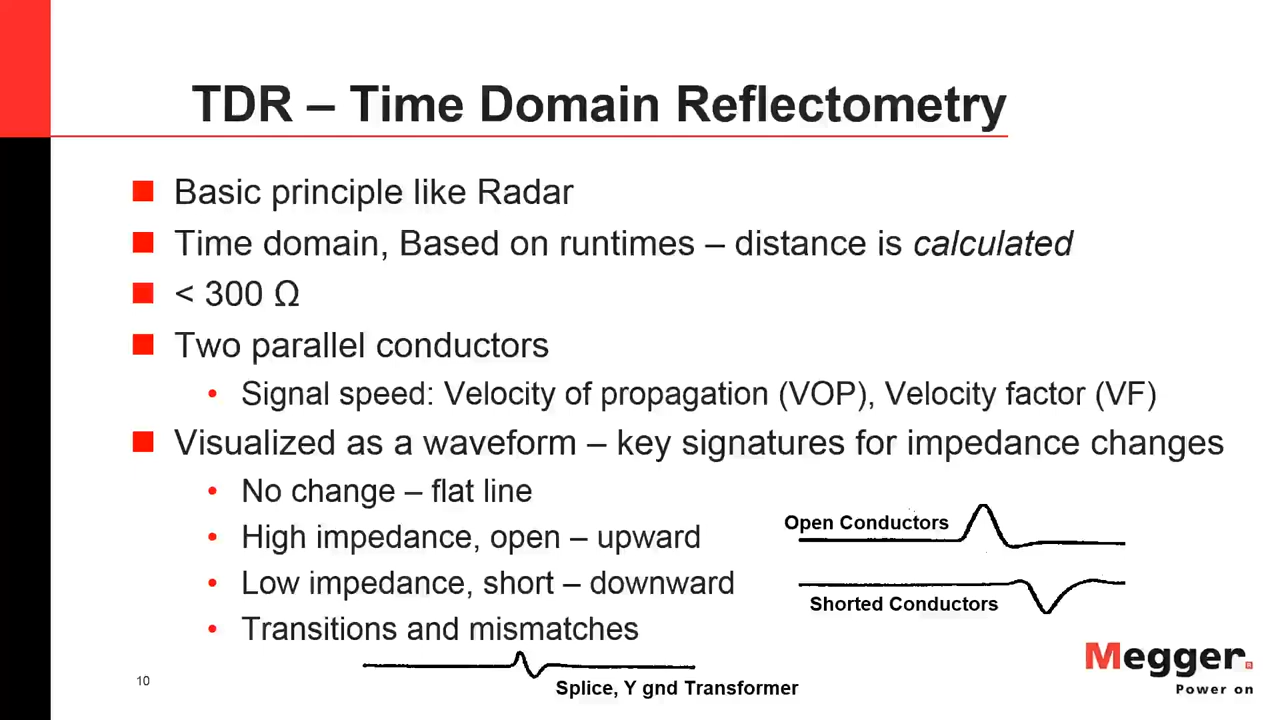 TDR – Time Domain Reflectometry
Basic principle like Radar
Time domain, Based on runtimes – distance is calculated
< 300 Ω
Two parallel conductors
• Signal speed: Velocity of propagation (VOP), Velocity factor (VF)
Visualized as a waveform – key signatures for impedance changes
• No change – flat line
• High impedance, open – upward
• Low impedance, short – downward
• Transitions and mismatches
Open Conductors
Shorted Conductors
Splice, Y gnd Transformer
10
Megger.
Power on